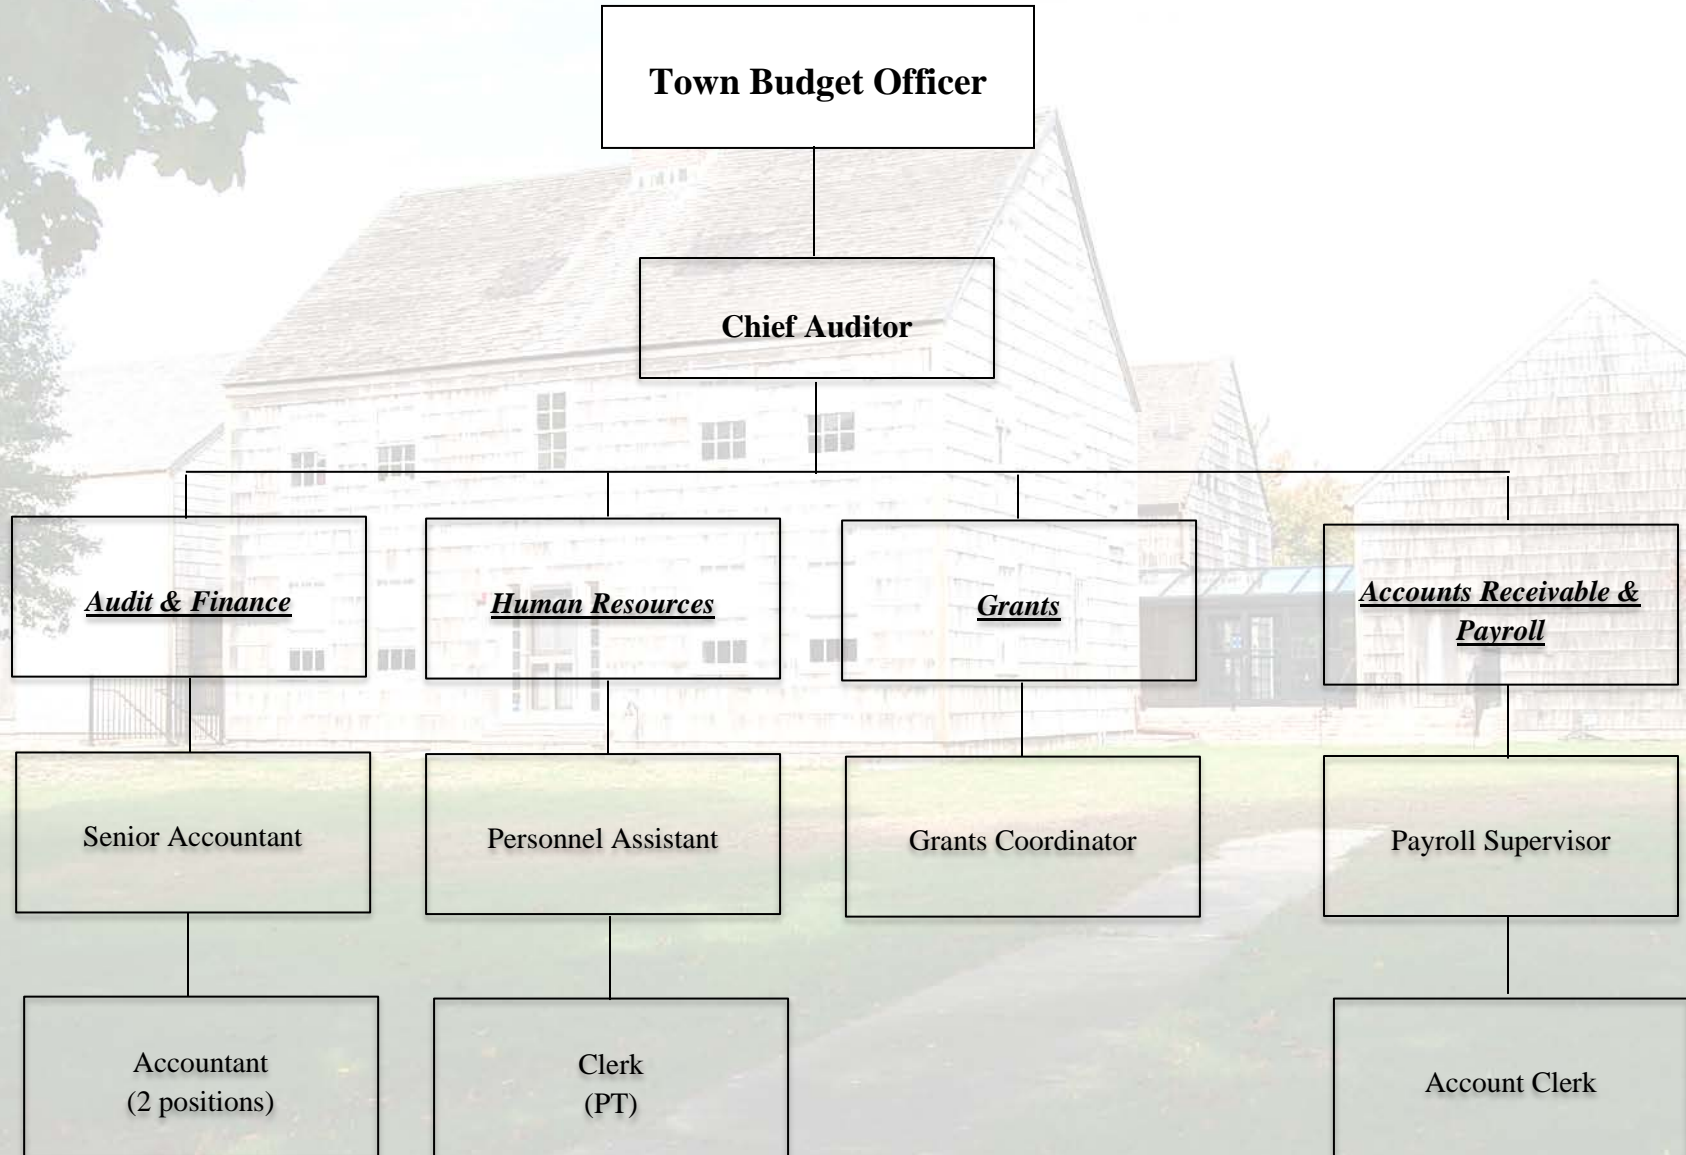 Town Budget Officer
Chief Auditor
Audit & Finance
Human Resources
Grants
Accounts Receivable &
Payroll
Senior Accountant
Personnel Assistant
Grants Coordinator
Payroll Supervisor
Accountant
(2 positions)
Clerk
(PT)
Account Clerk